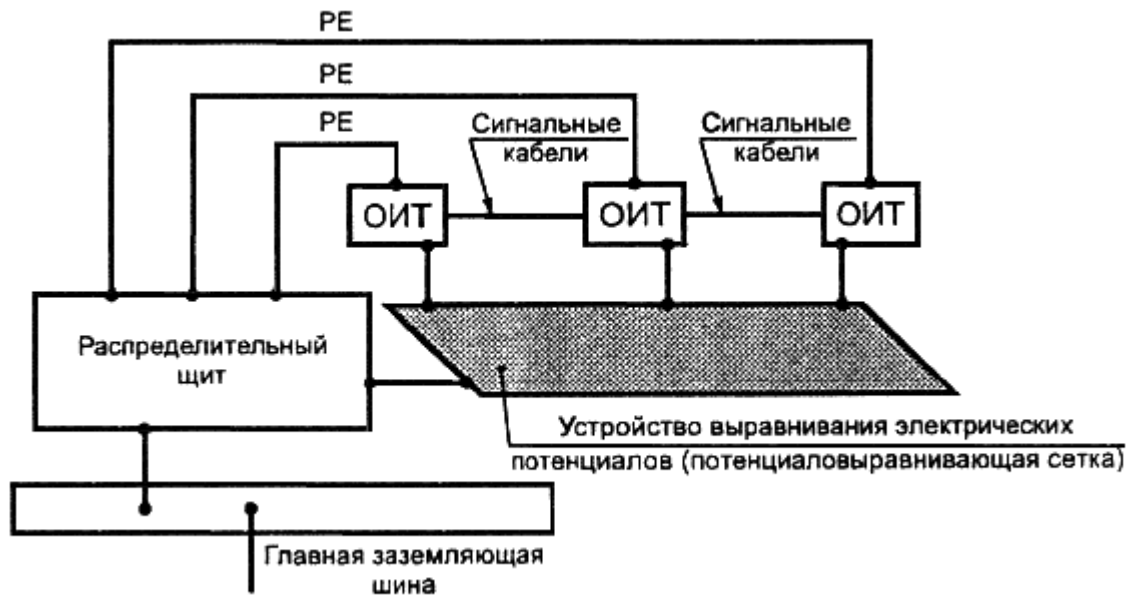 PE
PE
PE
Сигнальные
кабели
Сигнальные
кабели
ОИТ
ОИТ
ОИТ
Распределительный
щит
Устройство выравнивания электрических
потенциалов (потенциаловыравнивающая сетка)
Главная заземляющая
шина